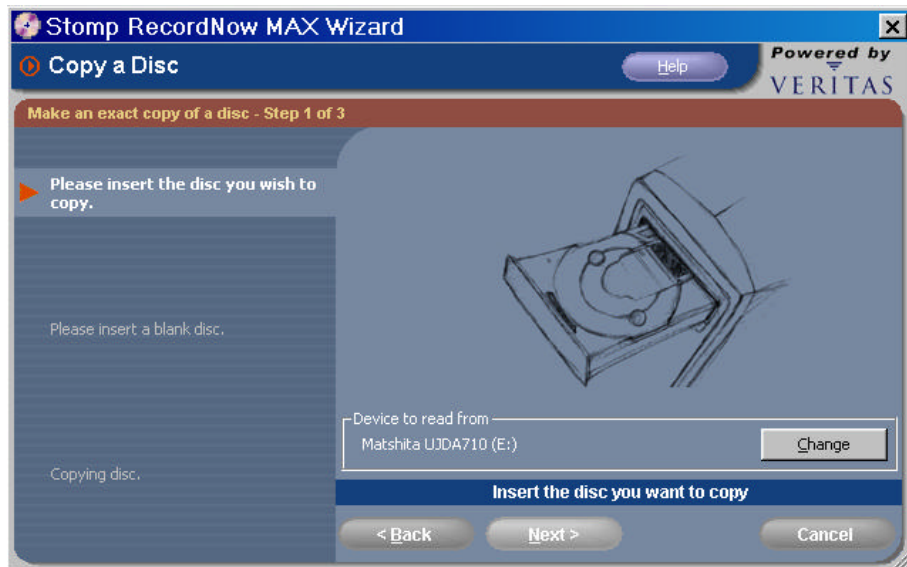 Stomp RecordNow MAX Wizard
Copy a Disc
Help
Powered by
VERITAS
Make an exact copy of a disc - Step 1 of 3
Please insert the disc you wish to
copy.
Please insert a blank disc.
Copying disc.
Device to read from
Matshita UJDA710 (E:)
Change
Insert the disc you want to copy
< Back
Next >
Cancel